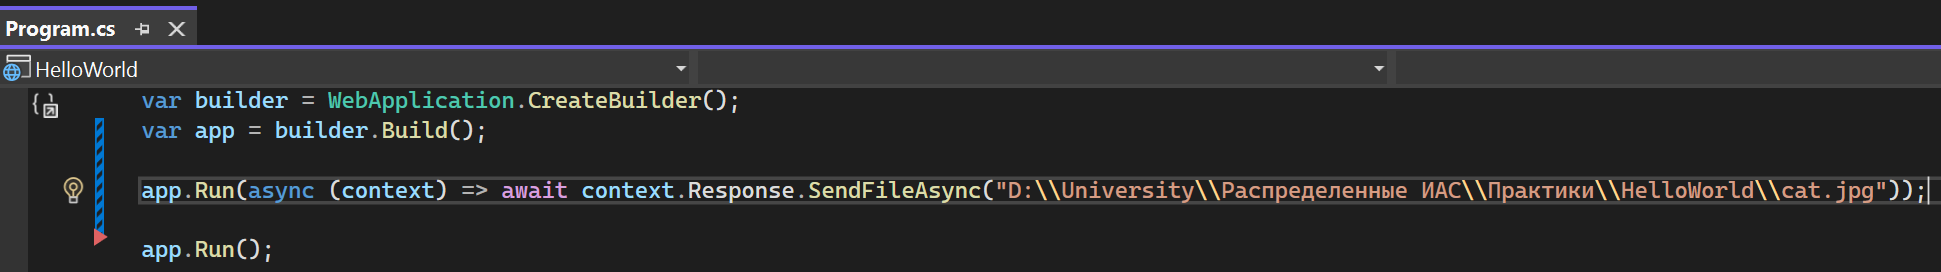 Program.cs
HelloWorld
var builder = WebApplication.CreateBuilder();
var app = builder.Build();
app.Run(async (context) => await context.Response.SendFileAsync("D:\\University\\Распределенные ИАС\\Практики\\HelloWorld\\cat.jpg"));
app.Run();